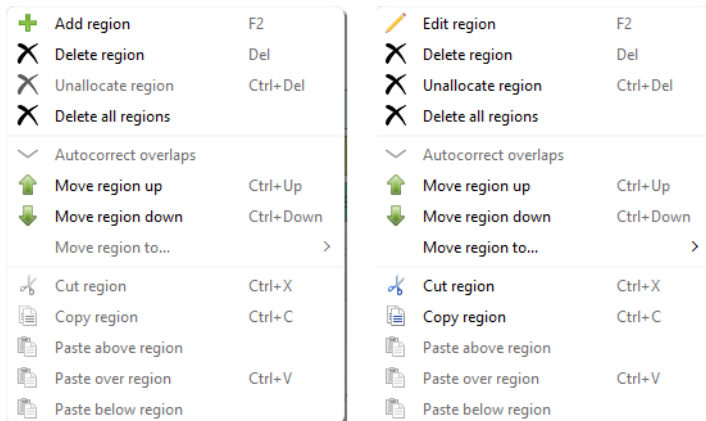 Add region F2
Delete region Del
Unallocate region Ctrl+Del
Delete all regions
Autocorrect overlaps
Move region up Ctrl+Up
Move region down Ctrl+Down
Move region to...
Cut region Ctrl+X
Copy region Ctrl+C
Paste above region
Paste over region Ctrl+V
Paste below region
Edit region F2
Delete region Del
Unallocate region Ctrl+Del
Delete all regions
Autocorrect overlaps
Move region up Ctrl+Up
Move region down Ctrl+Down
Move region to...
Cut region Ctrl+X
Copy region Ctrl+C
Paste above region
Paste over region Ctrl+V
Paste below region